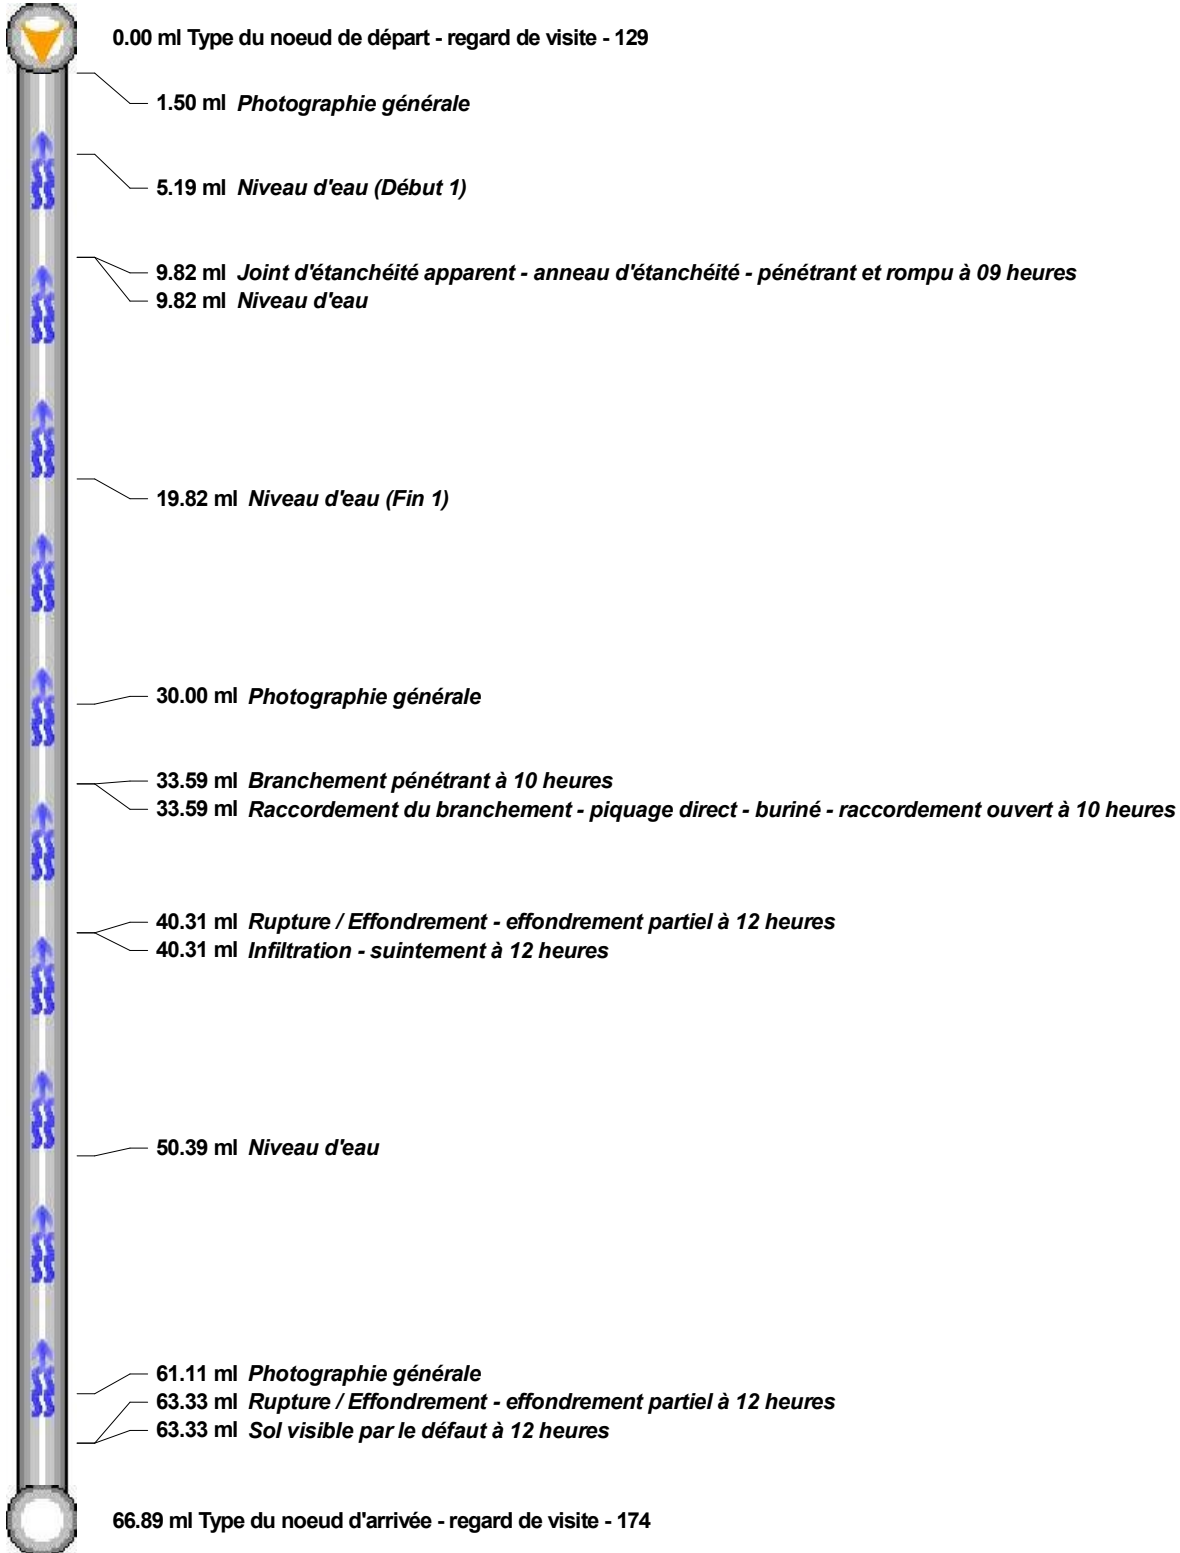 0.00 ml Type du noeud de départ - regard de visite - 129
1.50 ml Photographie générale
5.19 ml Niveau d'eau (Début 1)
9.82 ml Joint d'étanchéité apparent - anneau d'étanchéité - pénétrant et rompu à 09 heures
9.82 ml Niveau d'eau
19.82 ml Niveau d'eau (Fin 1)
30.00 ml Photographie générale
33.59 ml Branchement pénétrant à 10 heures
33.59 ml Raccordement du branchement - piquage direct - buriné - raccordement ouvert à 10 heures
40.31 ml Rupture / Effondrement - effondrement partiel à 12 heures
40.31 ml Infiltration - suintement à 12 heures
50.39 ml Niveau d'eau
61.11 ml Photographie générale
63.33 ml Rupture / Effondrement - effondrement partiel à 12 heures
63.33 ml Sol visible par le défaut à 12 heures
66.89 ml Type du noeud d'arrivée - regard de visite - 174